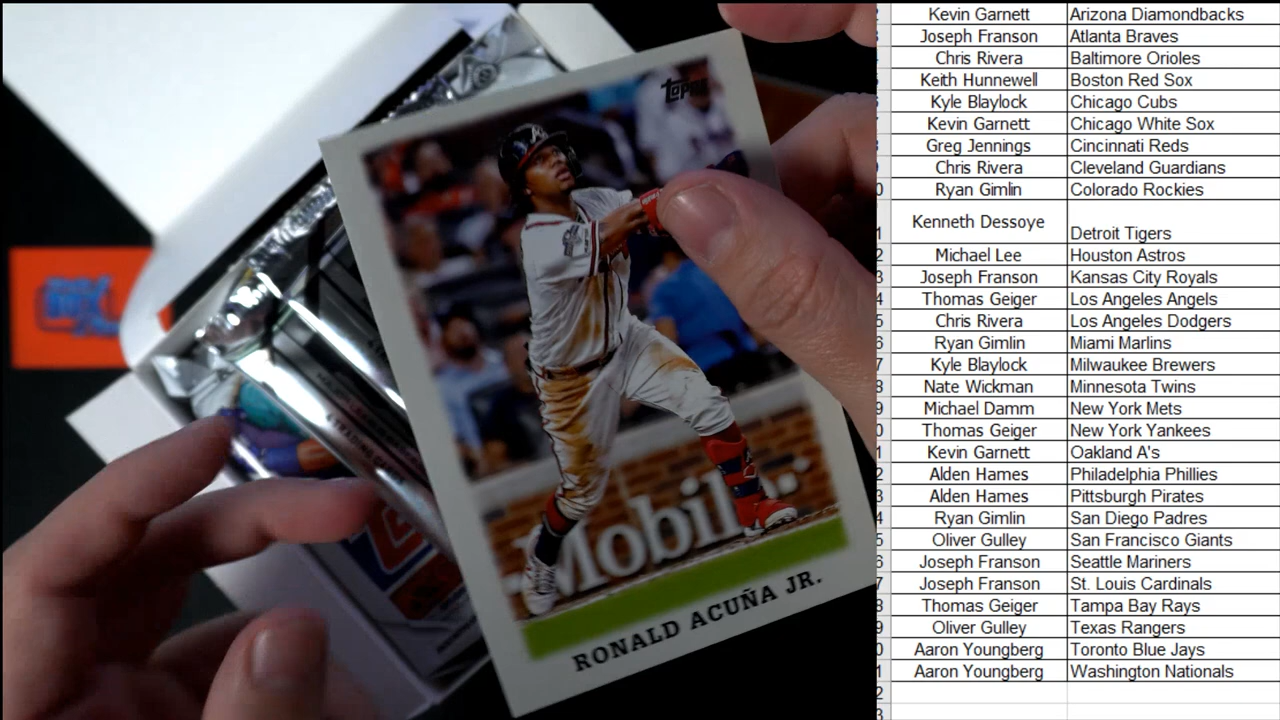 Topps
Mobil
RONALD ACUÑA JR.
Kevin Garnett Arizona Diamondbacks
Joseph Franson Atlanta Braves
Chris Rivera Baltimore Orioles
Keith Hunnewell Boston Red Sox
Kyle Blaylock Chicago Cubs
Kevin Garnett Chicago White Sox
Greg Jennings Cincinnati Reds
Chris Rivera Cleveland Guardians
Ryan Gimlin Colorado Rockies
Kenneth Dessoye Detroit Tigers
Michael Lee Houston Astros
Joseph Franson Kansas City Royals
Thomas Geiger Los Angeles Angels
Chris Rivera Los Angeles Dodgers
Ryan Gimlin Miami Marlins
Kyle Blaylock Milwaukee Brewers
Nate Wickman Minnesota Twins
Michael Damm New York Mets
Thomas Geiger New York Yankees
Kevin Garnett Oakland A's
Alden Hames Philadelphia Phillies
Alden Hames Pittsburgh Pirates
Ryan Gimlin San Diego Padres
Oliver Gulley San Francisco Giants
Joseph Franson Seattle Mariners
Joseph Franson St. Louis Cardinals
Thomas Geiger Tampa Bay Rays
Oliver Gulley Texas Rangers
Aaron Youngberg Toronto Blue Jays
Aaron Youngberg Washington Nationals